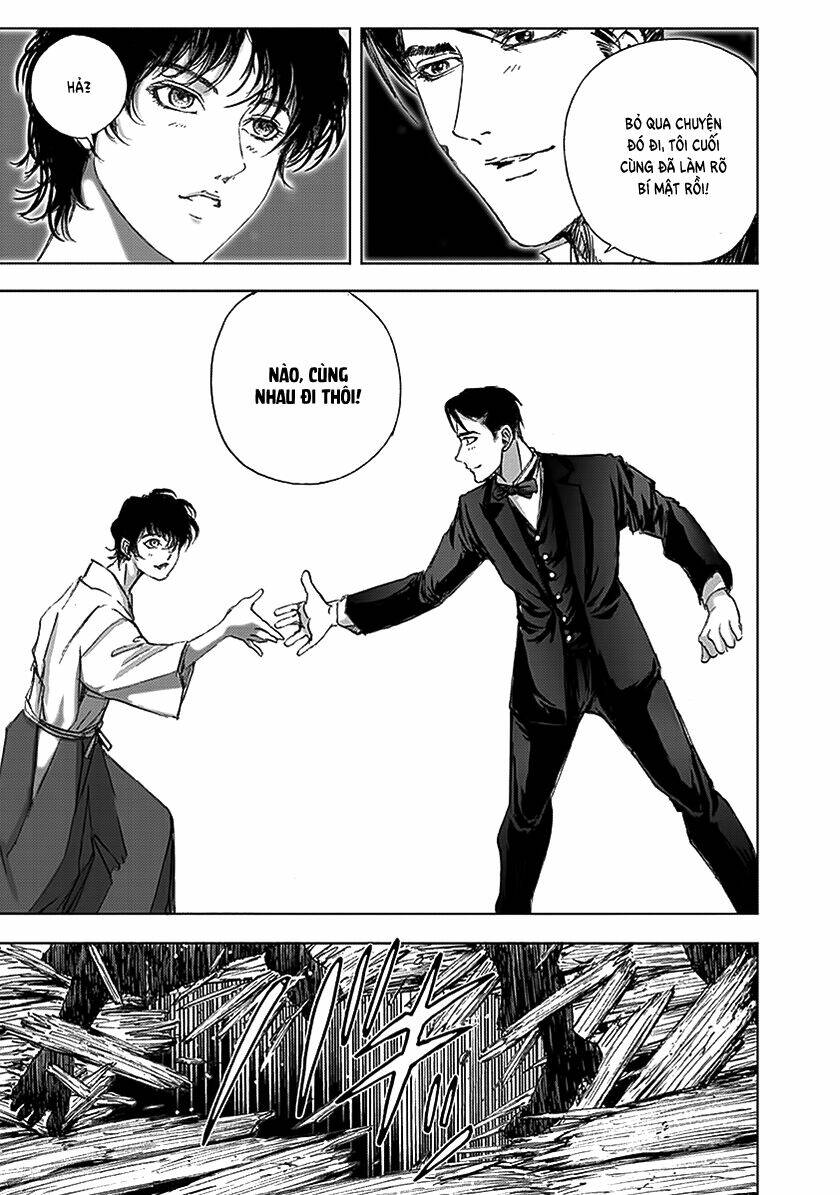 BỎ QUA CHUYỆN
ĐÓ ĐI, TÔI CUỐI
CÙNG ĐÃ LÀM RÕ
BÍ MẬT RỒI!
HẢ?
NÀO, CÙNG
NHAU ĐI THÔI!